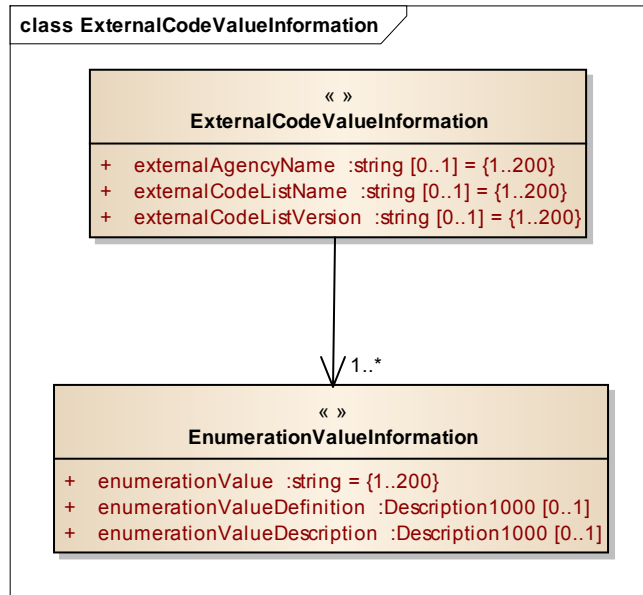 class ExternalCodeValueInformation
« »
ExternalCodeValueInformation
+ externalAgencyName :string [0..1] = {1..200}
+ externalCodeListName :string [0..1] = {1..200}
+ externalCodeListVersion :string [0..1] = {1..200}
1..*
« »
EnumerationValueInformation
+ enumerationValue :string = {1..200}
+ enumerationValueDefinition :Description1000 [0..1]
+ enumerationValueDescription :Description1000 [0..1]